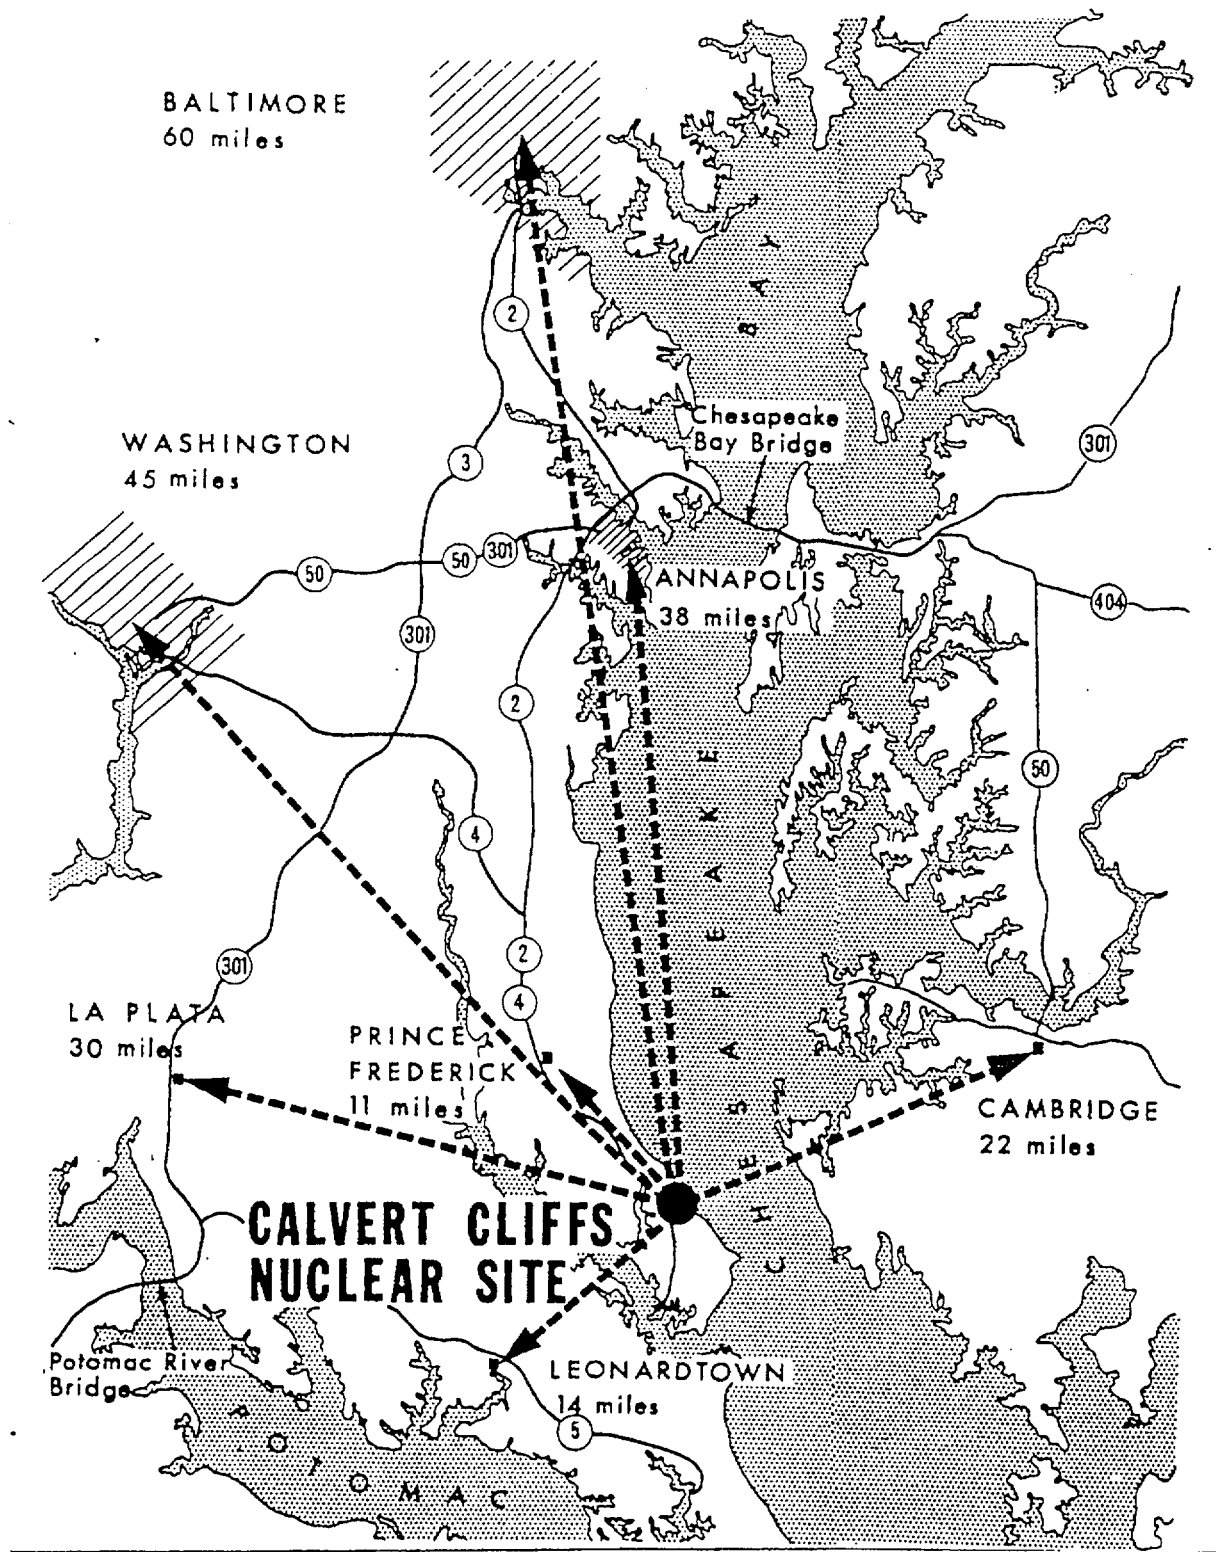 BALTIMORE
60 miles
2
BAY
WASHINGTON
45 miles
Chesapeake
Bay Bridge
301
3
50
50
301
ANNAPOLIS
38 miles
404
301
2
50
4
CHESAPEAKE
2
301
4
LA PLATA
30 miles
PRINCE
FREDERICK
11 miles
CAMBRIDGE
22 miles
CALVERT CLIFFS
NUCLEAR SITE
Potomac River
Bridge
LEONARDTOWN
14 miles
5
POTOMAC